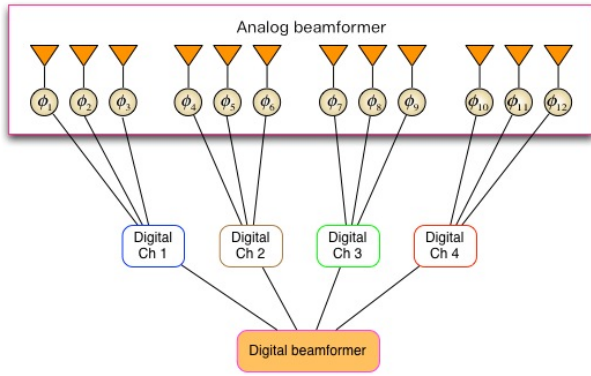 Analog beamformer
ϕ₁ ϕ₂ ϕ₃ ϕ₄ ϕ₅ ϕ₆ ϕ₇ ϕ₈ ϕ₉ ϕ₁₀ ϕ₁₁ ϕ₁₂
Digital
Ch 1
Digital
Ch 2
Digital
Ch 3
Digital
Ch 4
Digital beamformer